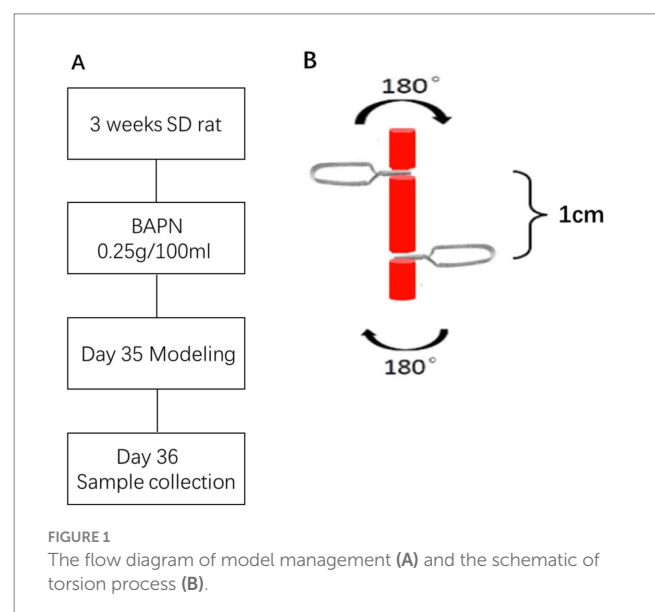 A
3 weeks SD rat
BAPN
0.25g/100ml
Day 35 Modeling
Day 36
Sample collection
B
180°
1cm
180°
FIGURE 1
The flow diagram of model management (A) and the schematic of
torsion process (B).